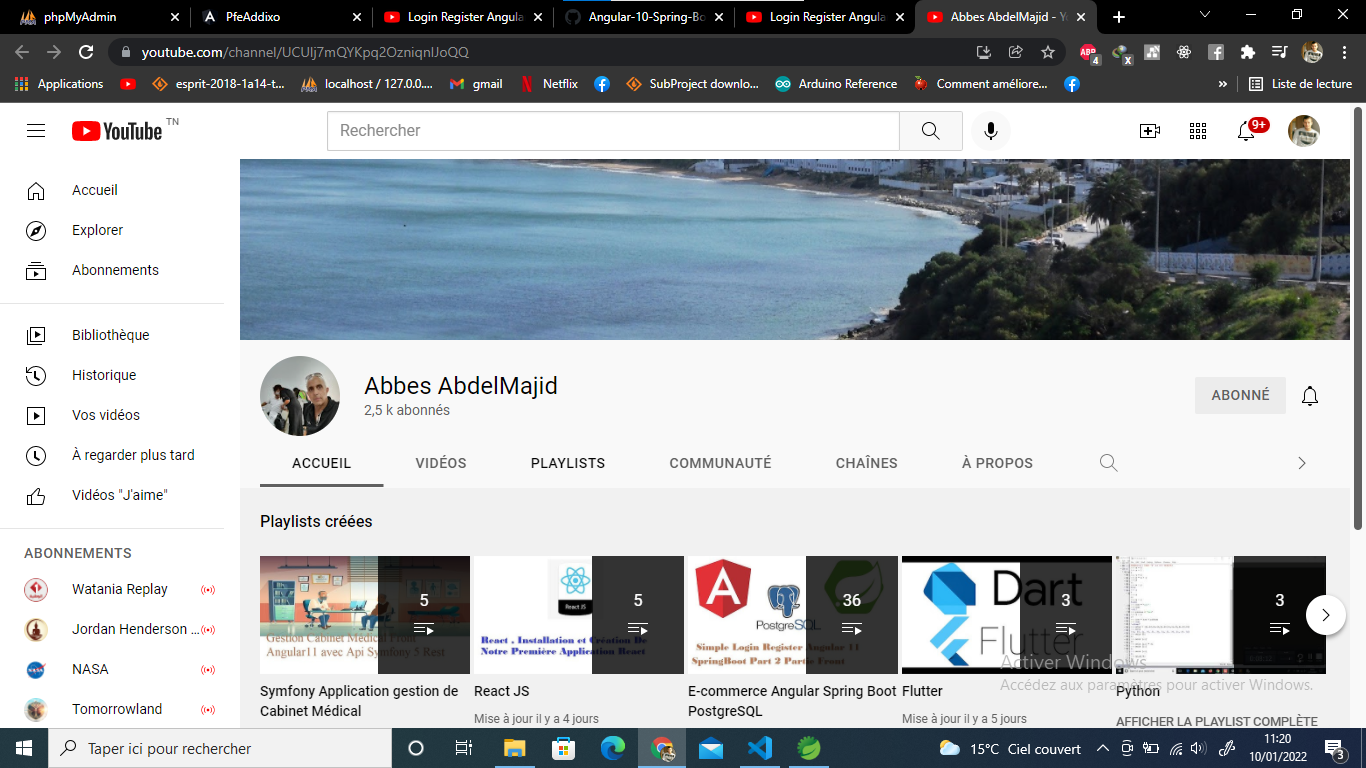 phpMyAdmin
PfeAddixo
Login Register Angula
Angular-10-Spring-Bo
Login Register Angula
Abbes AbdelMajid - Y
youtube.com/channel/UCUlj7mQYKpq2OzniqnlJoQQ
ABP
4
X
Applications
esprit-2018-1a14-t...
localhost / 127.0.0....
gmail
Netflix
SubProject downlo...
Arduino Reference
Comment améliore...
»
Liste de lecture
YouTube TN
Rechercher
9+
Accueil
Explorer
Abonnements
Bibliothèque
Historique
Vos vidéos
À regarder plus tard
Vidéos "J'aime"
ABONNEMENTS
Watania Replay
Jordan Henderson ...
NASA
Tomorrowland
Abbes AbdelMajid
2,5 k abonnés
ABONNÉ
ACCUEIL
VIDÉOS
PLAYLISTS
COMMUNAUTÉ
CHAÎNES
À PROPOS
Playlists créées
5
Gestion Cabinet Médical Front
Angular11 avec Api Symfony 5 Rest
Symfony Application gestion de
Cabinet Médical
React JS
5
React . Installation et Création De
Notre Première Application React
React JS
Mise à jour il y a 4 jours
36
PostgreSQL
Simple Login Register Angular 11
SpringBoot Part 2 Partie Front
E-commerce Angular Spring Boot
PostgreSQL
Dart
Flutter
3
Flutter
Mise à jour il y a 5 jours
3
Python
AFFICHER LA PLAYLIST COMPLÈTE
Activer Windows
Accédez aux paramètres pour activer Windows.
Taper ici pour rechercher
15°C Ciel couvert
11:20
10/01/2022
3